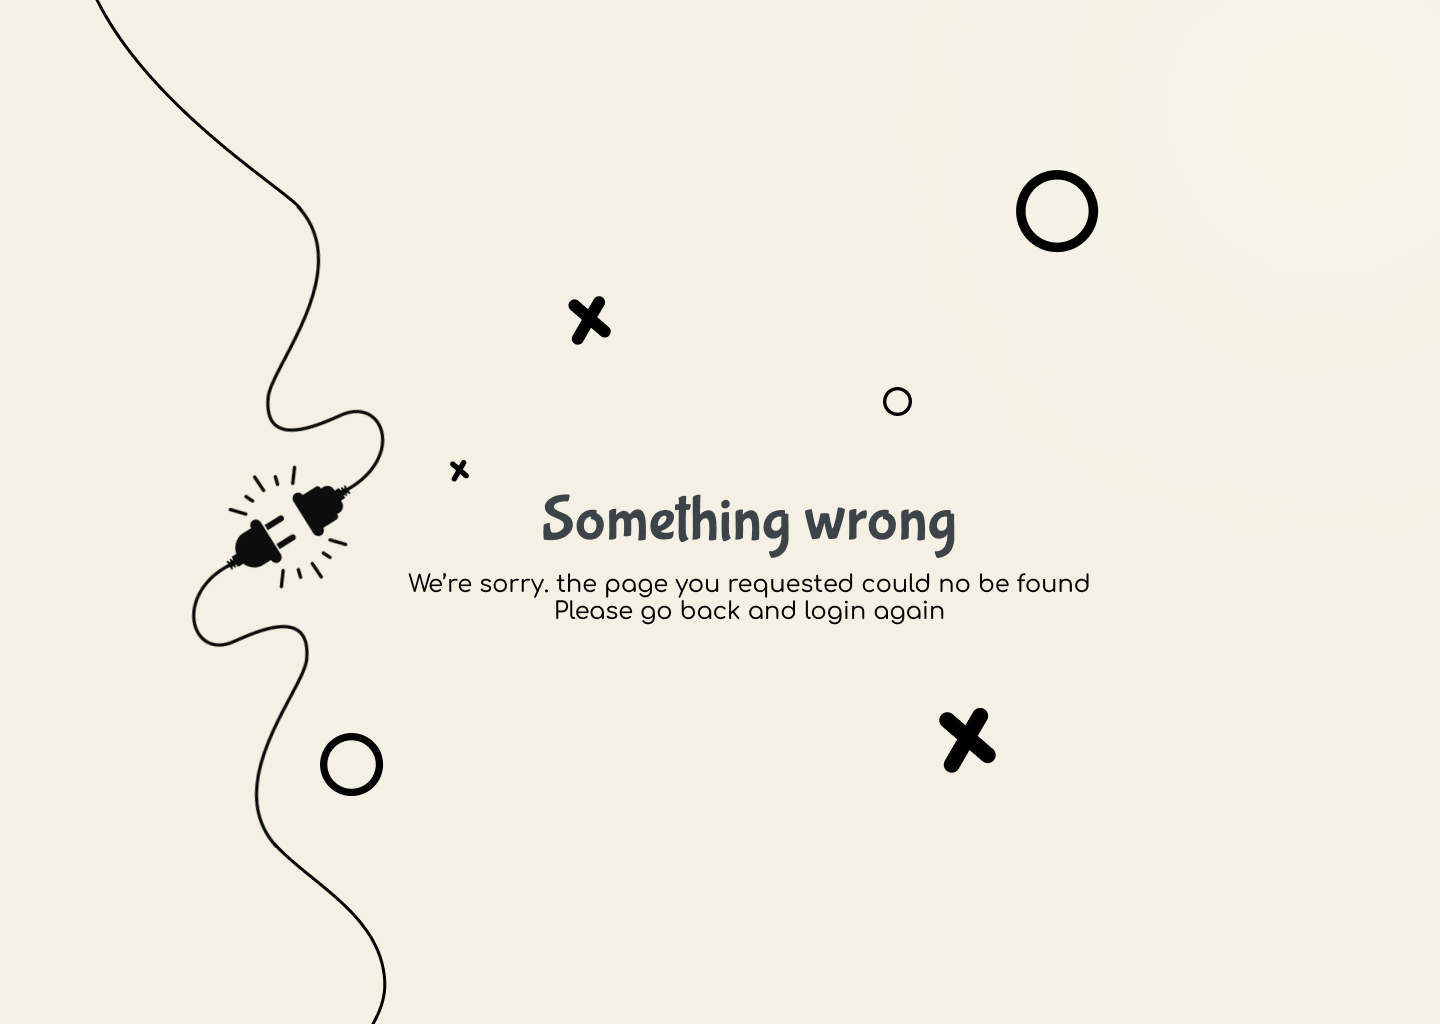 Something wrong
We’re sorry. the page you requested could no be found
Please go back and login again